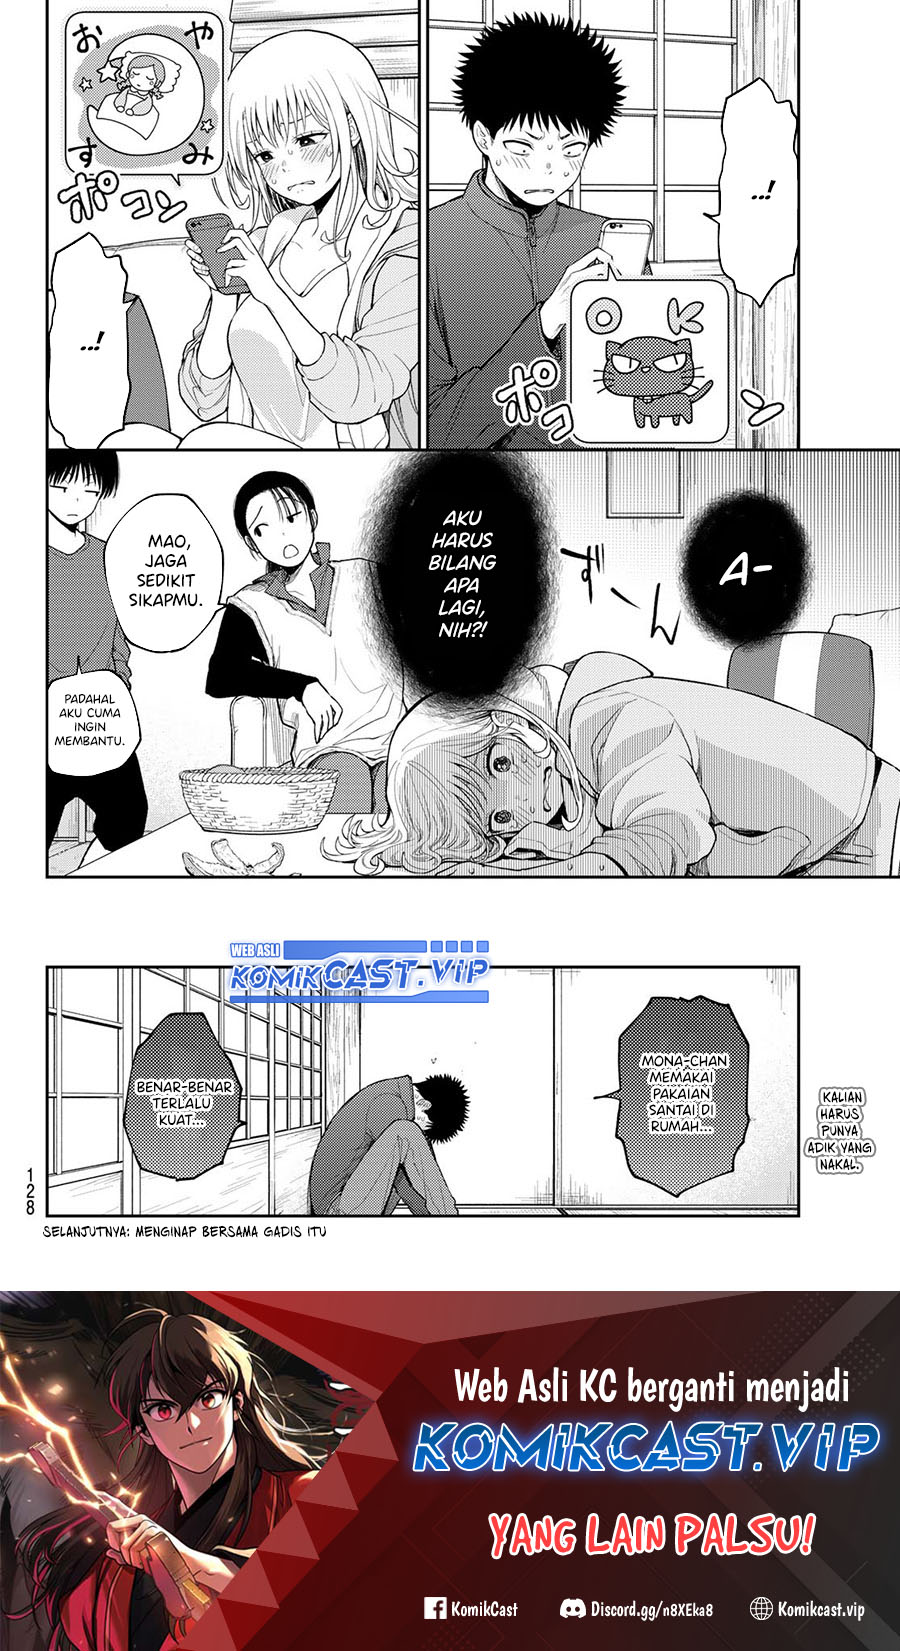 ..!
OK
ポコン
おやすみ
ポコン
..!
A-
ずーん
AKU
HARUS
BILANG
APA
LAGI,
NIH?!
MAO,
JAGA
SEDIKIT
SIKAPMU.
PADAHAL
AKU CUMA
INGIN
MEMBANTU.
WEB ASLI
KOMIKCAST.VIP
MONA-CHAN
MEMAKAI
PAKAIAN
SANTAI DI
RUMAH...
BENAR-BENAR
TERLALU
KUAT...
KALIAN
HARUS
PUNYA
ADIK YANG
NAKAL.
128
SELANJUTNYA: MENGINAP BERSAMA GADIS ITU
Web Asli KC berganti menjadi
KOMIKCAST.VIP
YANG LAIN PALSU!
KomikCast
Discord.gg/n8XEka8
Komikcast.vip